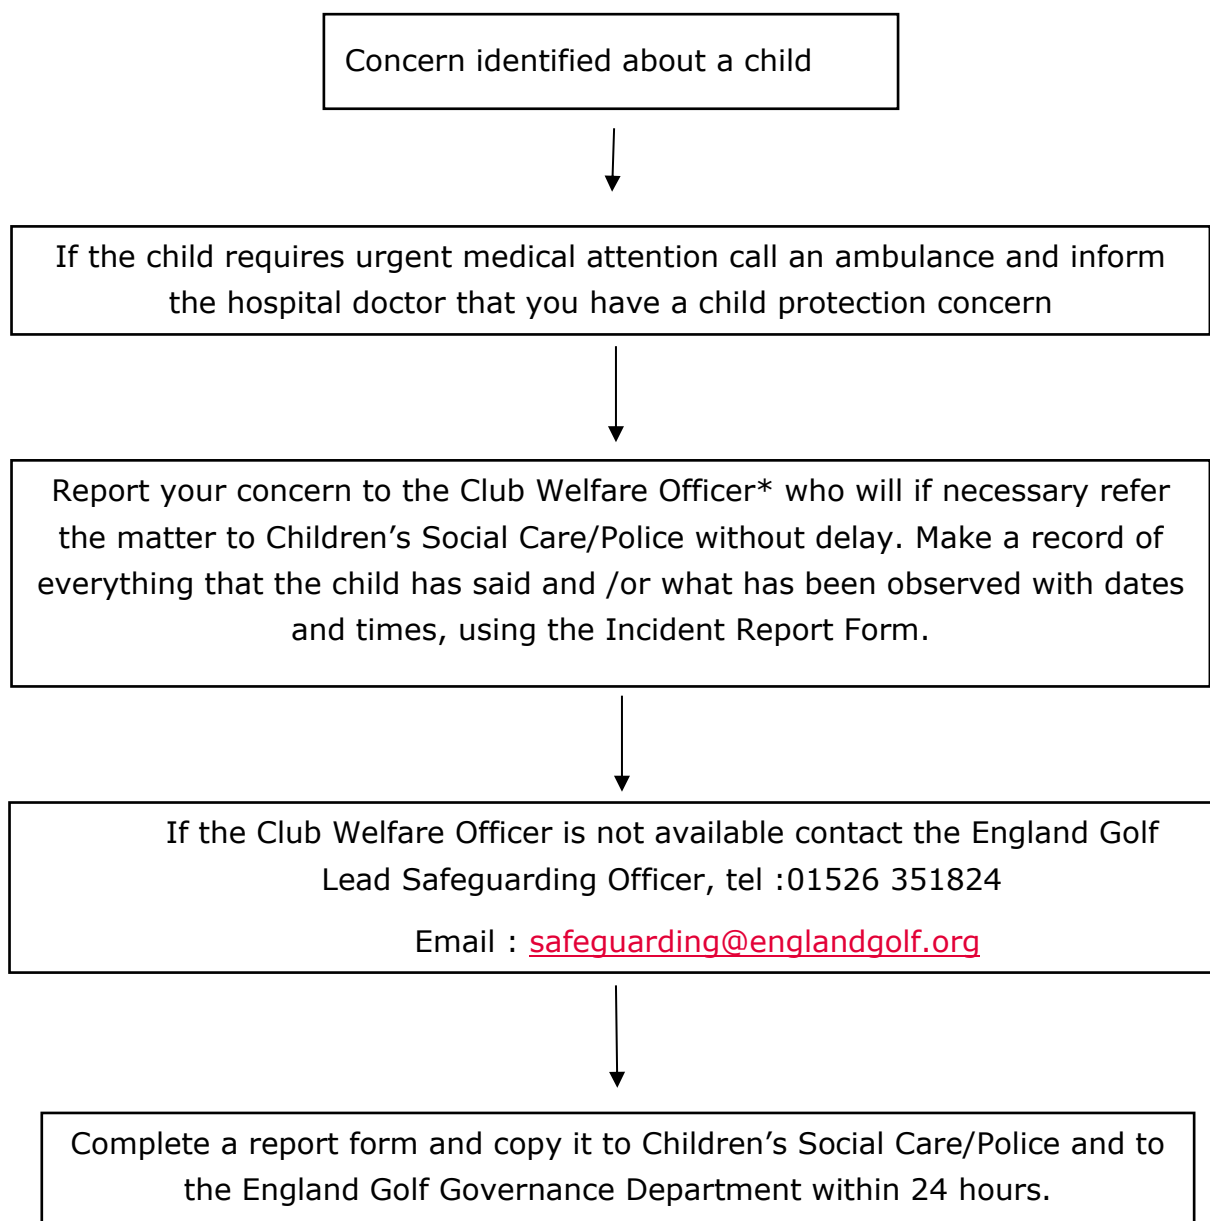 Concern identified about a child
If the child requires urgent medical attention call an ambulance and inform
the hospital doctor that you have a child protection concern
Report your concern to the Club Welfare Officer* who will if necessary refer
the matter to Children’s Social Care/Police without delay. Make a record of
everything that the child has said and /or what has been observed with dates
and times, using the Incident Report Form.
If the Club Welfare Officer is not available contact the England Golf
Lead Safeguarding Officer, tel :01526 351824
Email : safeguarding@englandgolf.org
Complete a report form and copy it to Children’s Social Care/Police and to
the England Golf Governance Department within 24 hours.